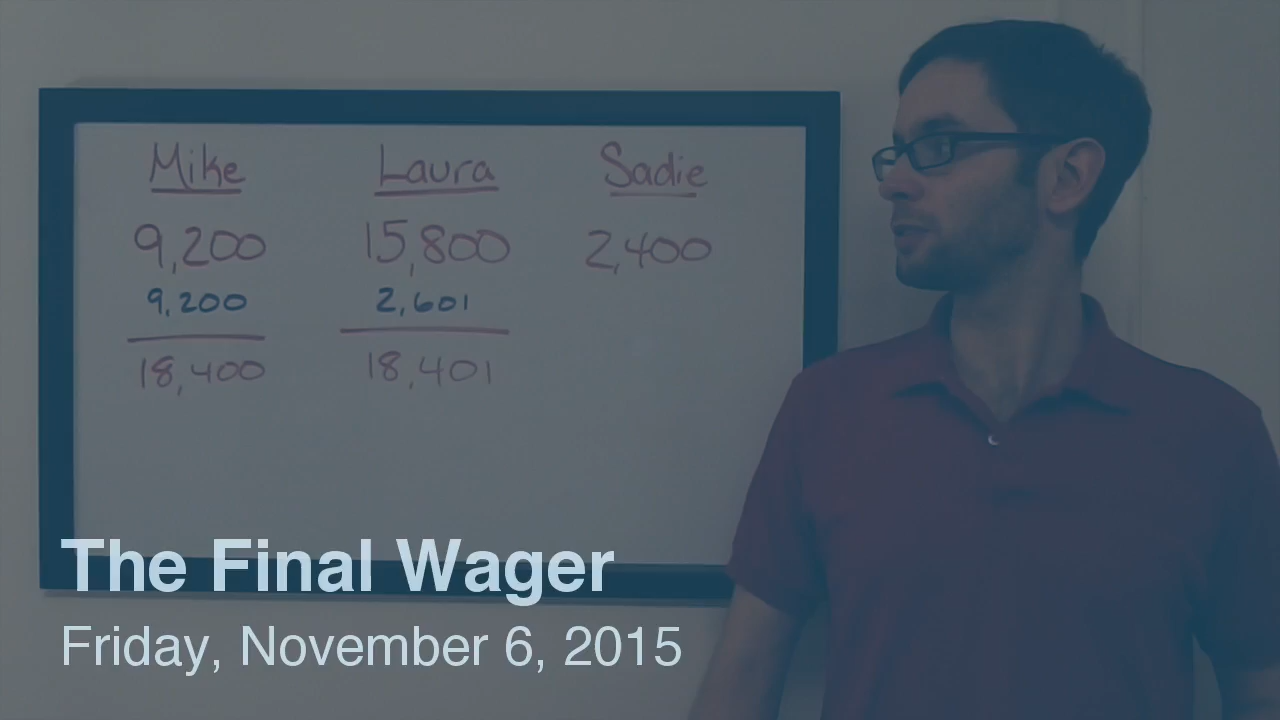 Mike Laura Sadie
9,200 15,800 2,400
9,200 2,601
18,400 18,401
The Final Wager
Friday, November 6, 2015